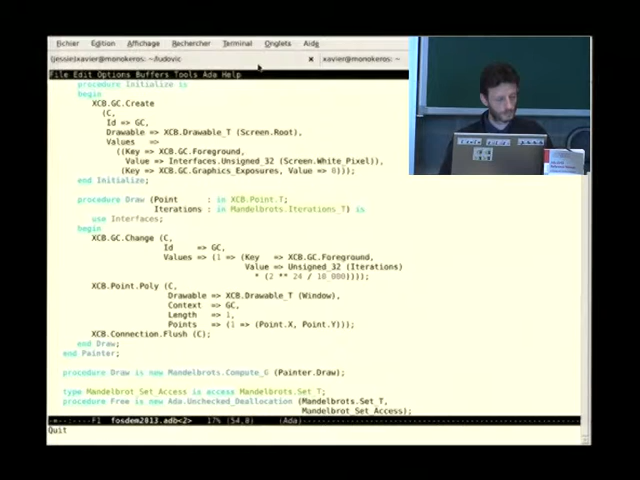 Fichier Edition Affichage Rechercher Terminal Onglets Aide
(jessie)xavier@monokeros: ~/ludovic × xavier@monokeros: ~
File Edit Options Buffers Tools Ada Help
procedure Initialize is
begin
XCB.GC.Create
(C,
Id => GC,
Drawable => XCB.Drawable_T (Screen.Root),
Values =>
((Key => XCB.GC.Foreground,
Value => Interfaces.Unsigned_32 (Screen.White_Pixel)),
(Key => XCB.GC.Graphics_Exposures, Value => 0)));
end Initialize;
procedure Draw (Point : in XCB.Point_T;
Iterations : in Mandelbrots.Iterations_T) is
use Interfaces;
begin
XCB.GC.Change (C,
Id => GC,
Values => (1 => (Key => XCB.GC.Foreground,
Value => Unsigned_32 (Iterations)
* (2 ** 24 / 10_000))));
XCB.Point.Poly (C,
Drawable => XCB.Drawable_T (Window),
Context => GC,
Length => 1,
Points => (1 => (Point.X, Point.Y)));
XCB.Connection.Flush (C);
end Draw;
end Painter;
procedure Draw is new Mandelbrots.Compute_G (Painter.Draw);
type Mandelbrot_Set_Access is access Mandelbrots.Set_T;
procedure Free is new Ada.Unchecked_Deallocation (Mandelbrots.Set_T,
Mandelbrot_Set_Access);
F1 fosdem2013.adb<2> 17% (54,0) (Ada)
Quit